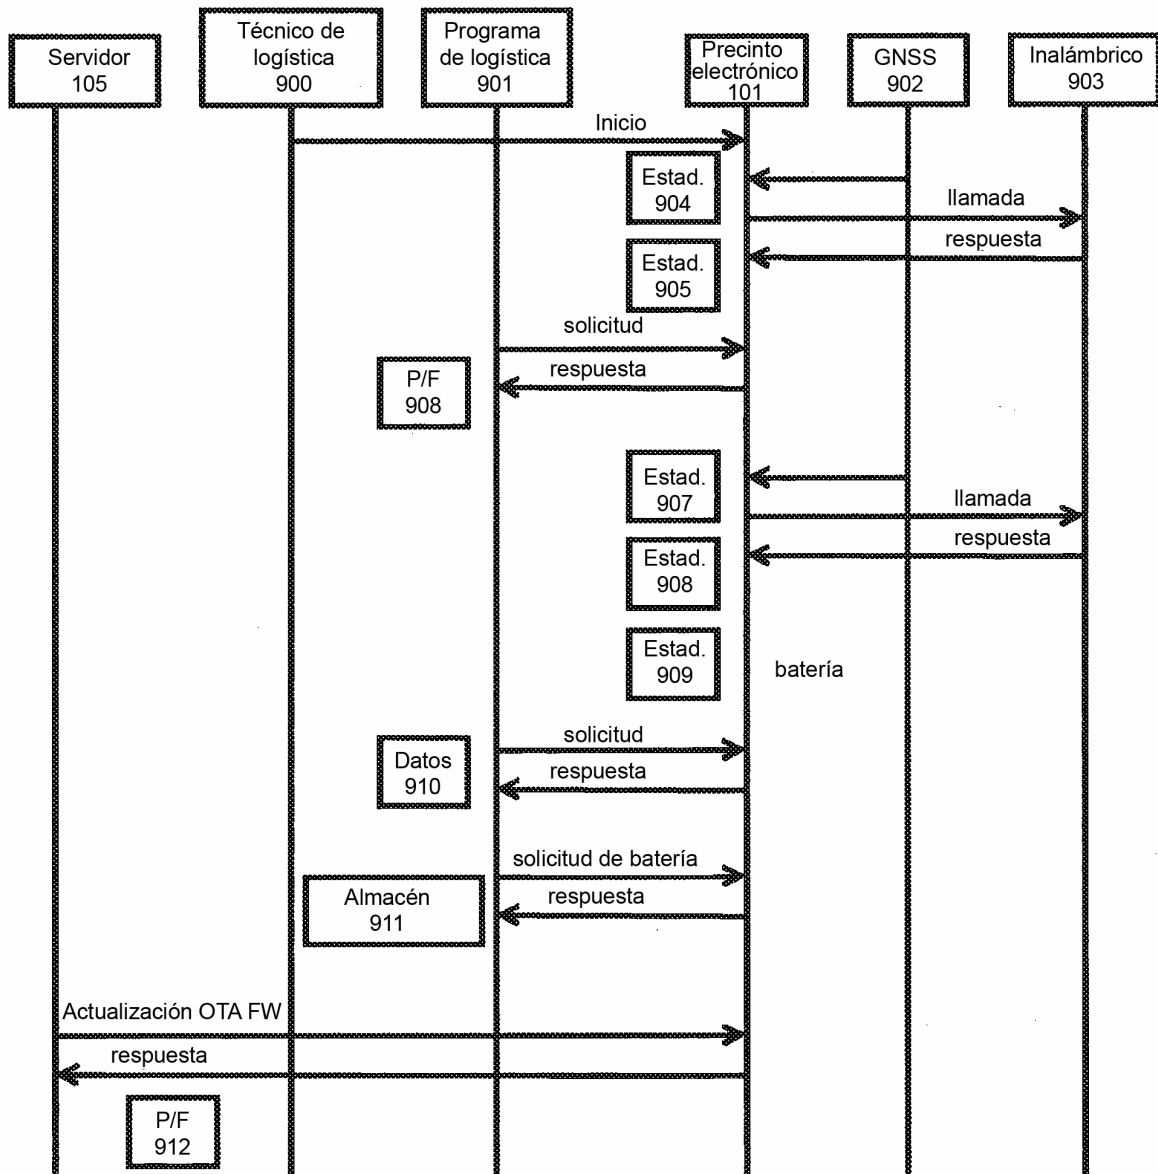 Servidor
105
Técnico de
logística
900
Programa
de logística
901
Precinto
electrónico
101
GNSS
902
Inalámbrico
903
Inicio
Estad.
904
llamada
respuesta
Estad.
905
solicitud
respuesta
P/F
908
Estad.
907
llamada
respuesta
Estad.
908
Estad.
909
batería
solicitud
Datos
910
respuesta
solicitud de batería
Almacén
911
respuesta
Actualización OTA FW
respuesta
P/F
912